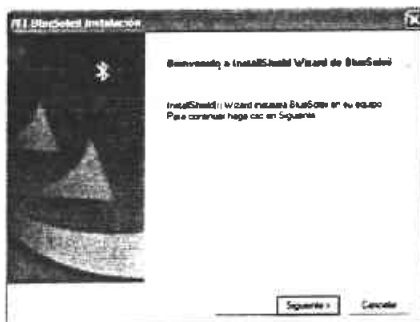 IVT BlueSoleil Instalación
Bienvenido a InstallShield Wizard de BlueSoleil
InstallShield(r) Wizard instalará BlueSoleil en su equipo.
Para continuar haga clic en Siguiente.
Siguiente >
Cancelar